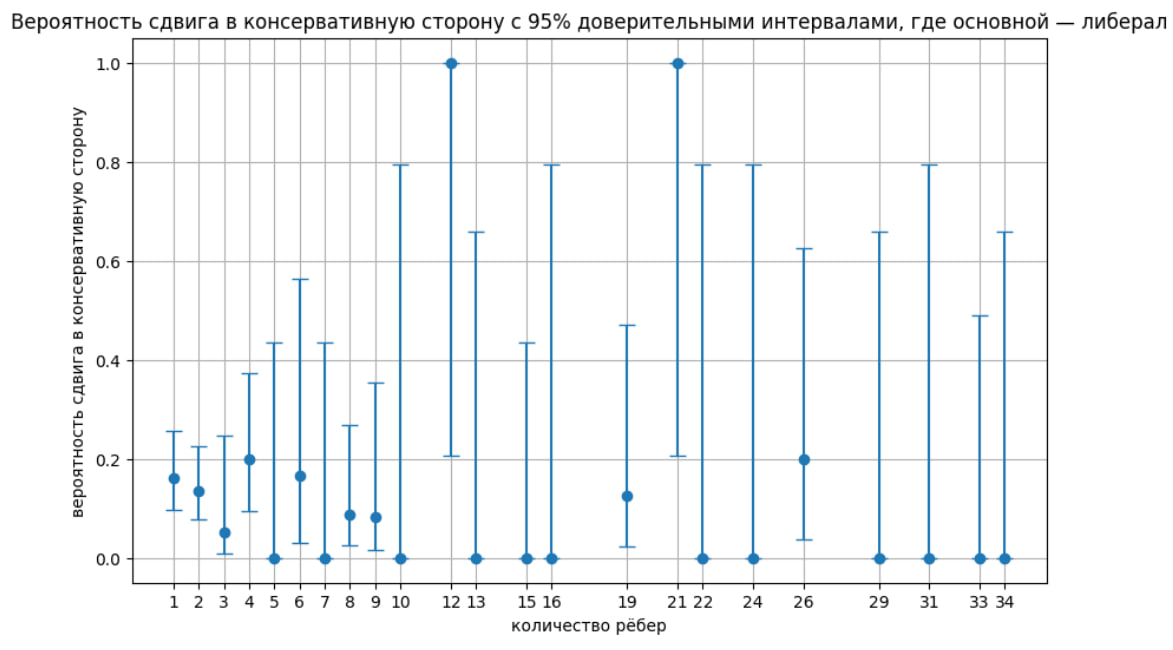 Вероятность сдвига в консервативную сторону с 95% доверительными интервалами, где основной — либерал
вероятность сдвига в консервативную сторону
1.0
0.8
0.6
0.4
0.2
0.0
1 2 3 4 5 6 7 8 9 10 12 13 15 16 19 21 22 24 26 29 31 33 34
количество рёбер